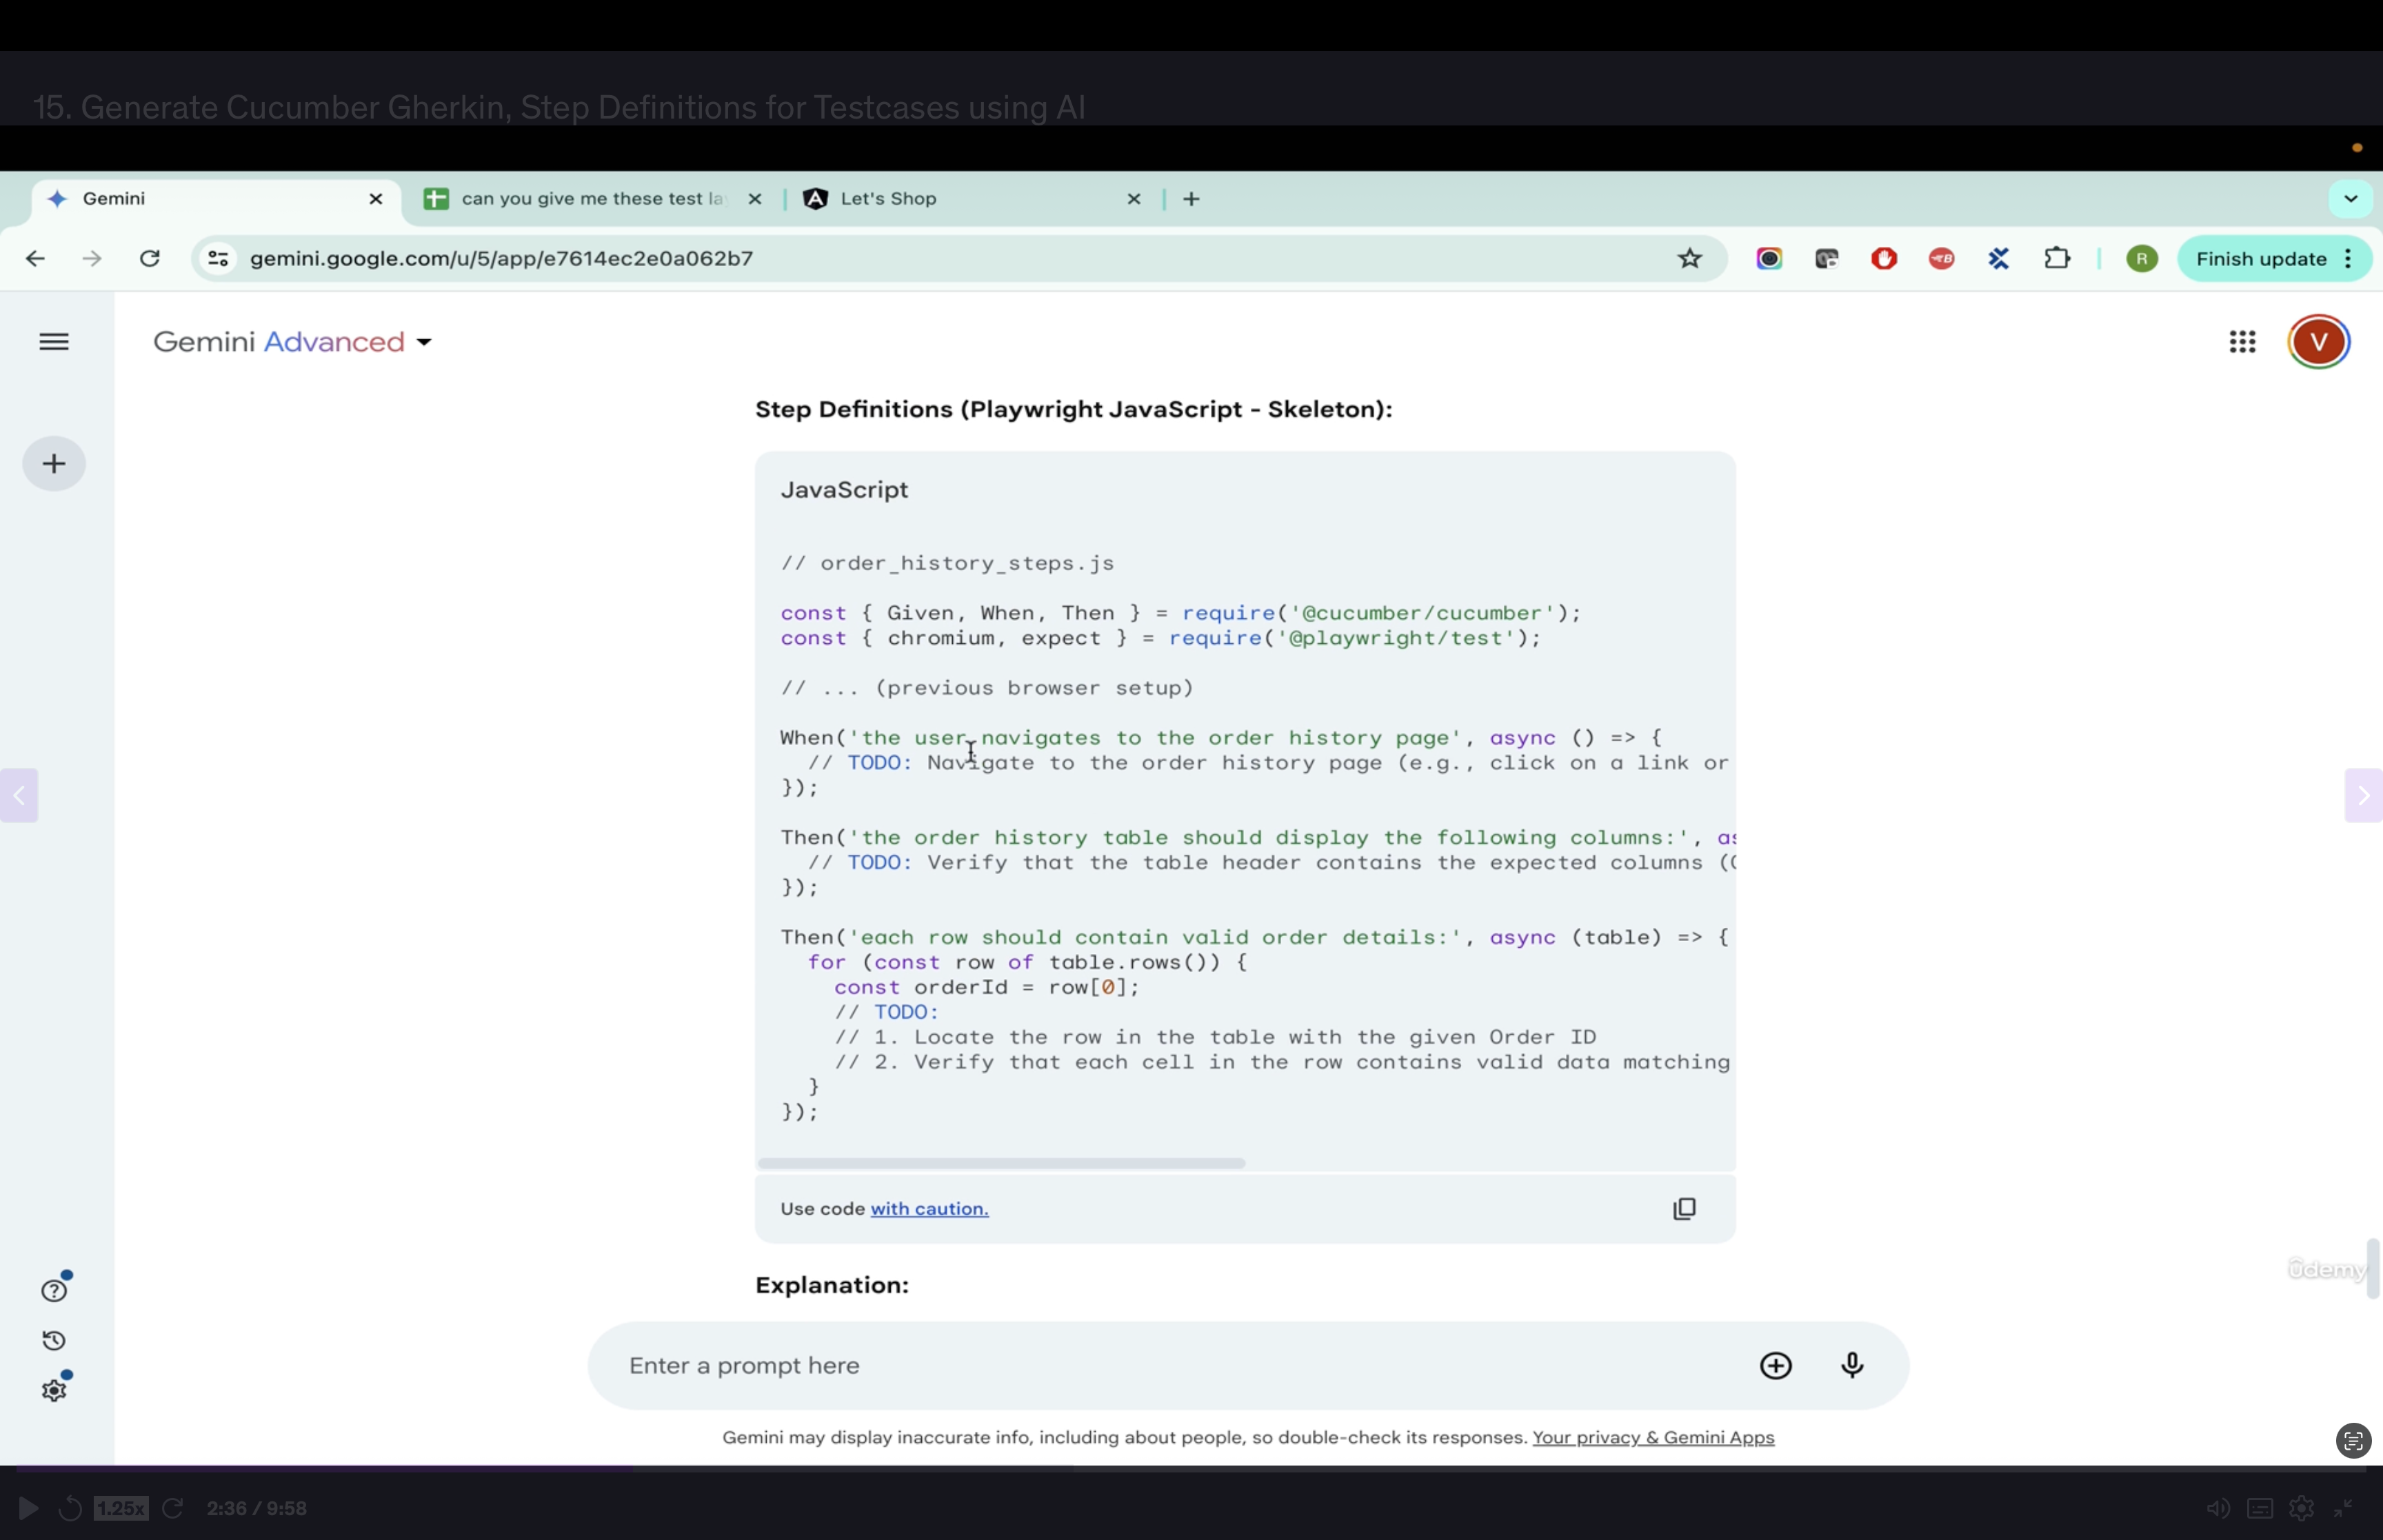 15. Generate Cucumber Gherkin, Step Definitions for Testcases using AI
Gemini
can you give me these test la
Let's Shop
gemini.google.com/u/5/app/e7614ec2e0a062b7
R
Finish update
Gemini Advanced
V
Step Definitions (Playwright JavaScript - Skeleton):
JavaScript
// order_history_steps.js
const { Given, When, Then } = require('@cucumber/cucumber');
const { chromium, expect } = require('@playwright/test');
// ... (previous browser setup)
When('the user navigates to the order history page', async () => {
// TODO: Navigate to the order history page (e.g., click on a link or
});
Then('the order history table should display the following columns:', as
// TODO: Verify that the table header contains the expected columns (
});
Then('each row should contain valid order details:', async (table) => {
for (const row of table.rows()) {
const orderId = row[0];
// TODO:
// 1. Locate the row in the table with the given Order ID
// 2. Verify that each cell in the row contains valid data matching
}
});
Use code with caution.
Explanation:
ûdemy
Enter a prompt here
Gemini may display inaccurate info, including about people, so double-check its responses. Your privacy & Gemini Apps
1.25x
2:36 / 9:58